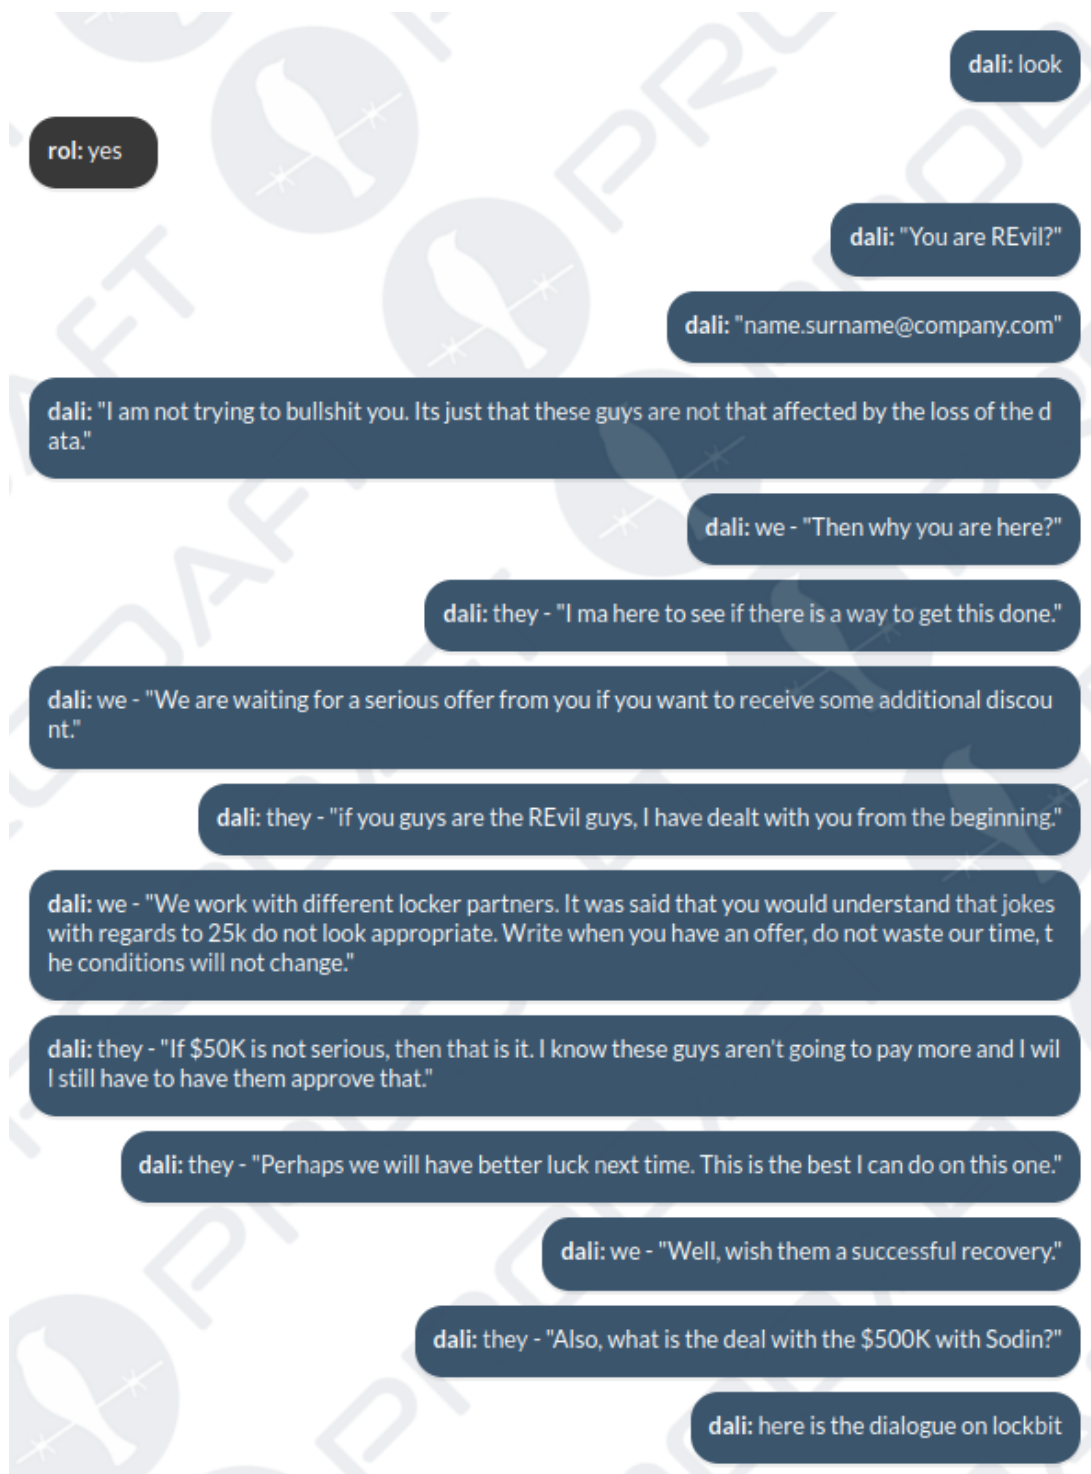 dali: look
rol: yes
dali: "You are REvil?"
dali: "name.surname@company.com"
dali: "I am not trying to bullshit you. Its just that these guys are not that affected by the loss of the d
ata."
dali: we - "Then why you are here?"
dali: they - "I ma here to see if there is a way to get this done."
dali: we - "We are waiting for a serious offer from you if you want to receive some additional discou
nt."
dali: they - "if you guys are the REvil guys, I have dealt with you from the beginning."
dali: we - "We work with different locker partners. It was said that you would understand that jokes
with regards to 25k do not look appropriate. Write when you have an offer, do not waste our time, t
he conditions will not change."
dali: they - "If $50K is not serious, then that is it. I know these guys aren't going to pay more and I wil
l still have to have them approve that."
dali: they - "Perhaps we will have better luck next time. This is the best I can do on this one."
dali: we - "Well, wish them a successful recovery."
dali: they - "Also, what is the deal with the $500K with Sodin?"
dali: here is the dialogue on lockbit